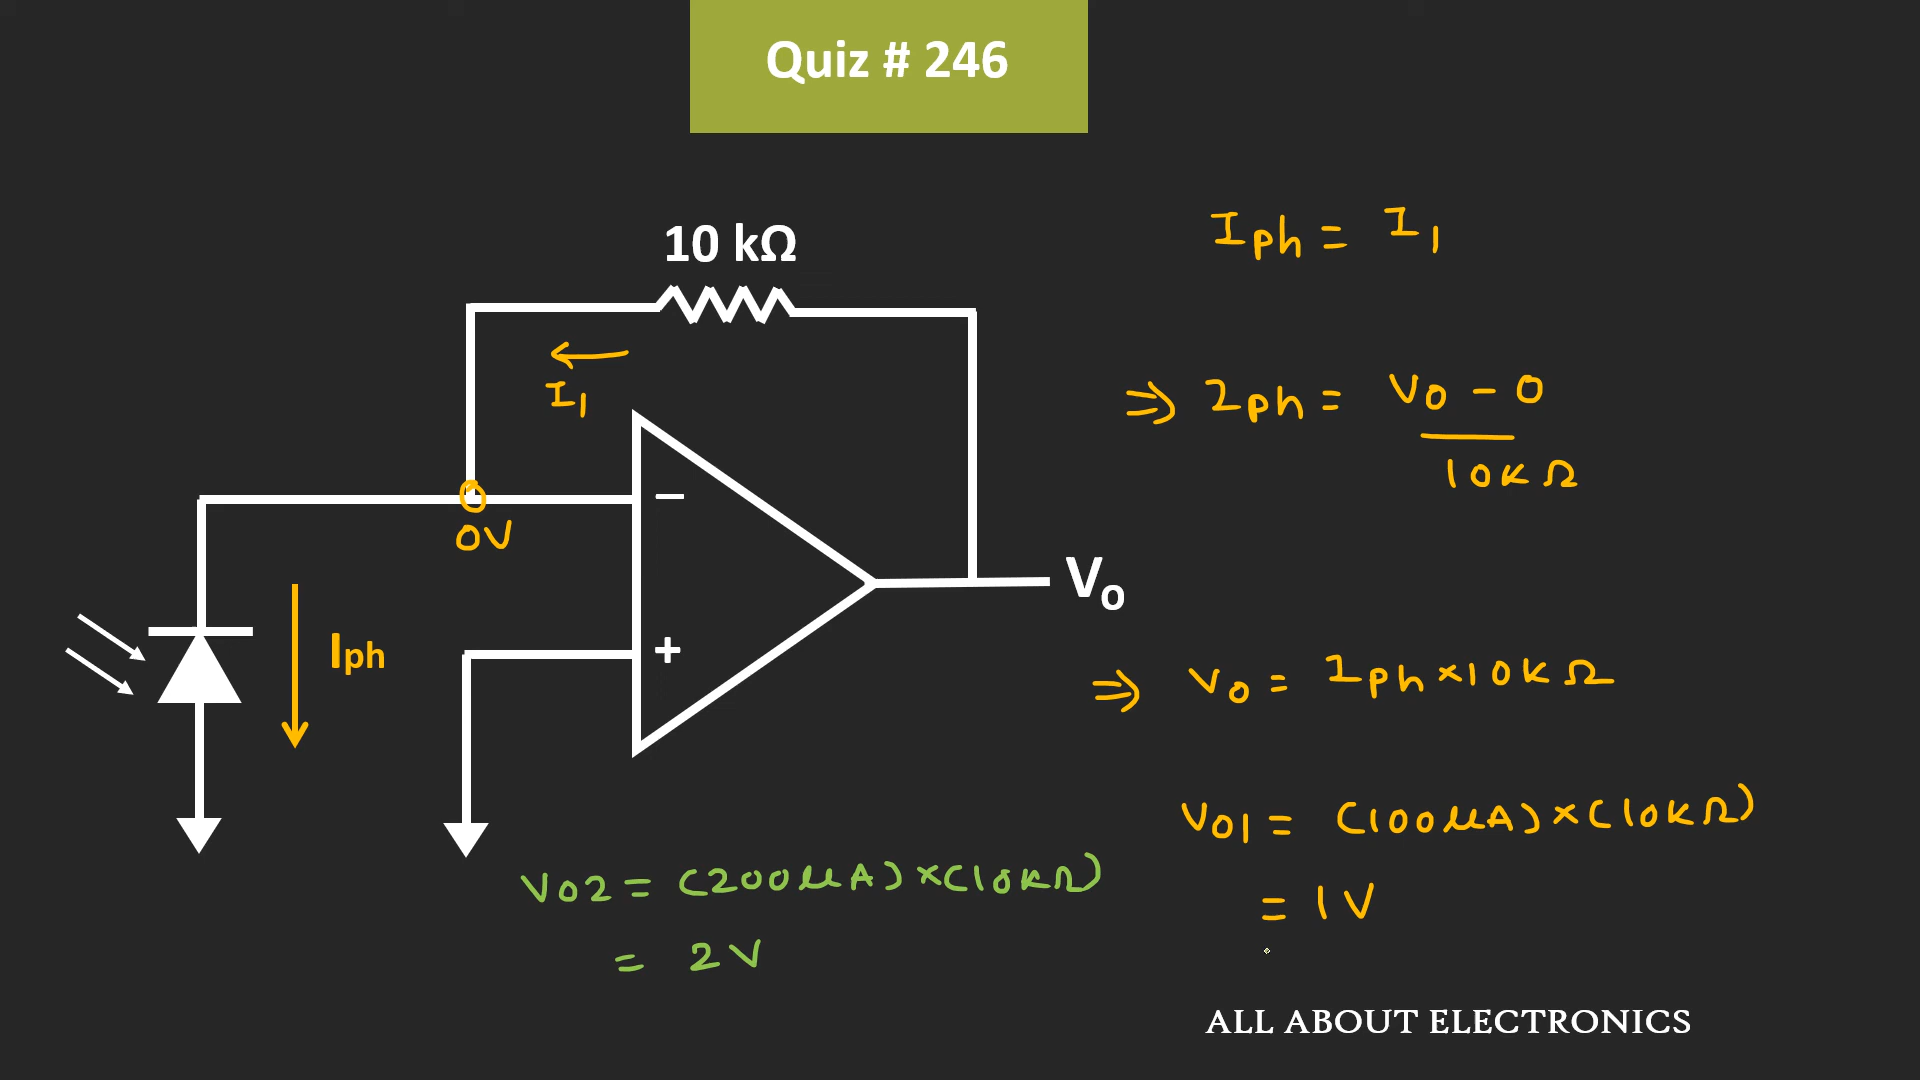 Quiz # 246
10 kΩ
I1
0V
−
+
Vo
Iph
Iph = I1
⇒ Iph = Vo - 0
10KΩ
⇒ Vo = Iph × 10KΩ
Vo1 = (100μA) × (10KΩ)
= 1V
Vo2 = (200μA) × (10KΩ)
= 2V
ALL ABOUT ELECTRONICS